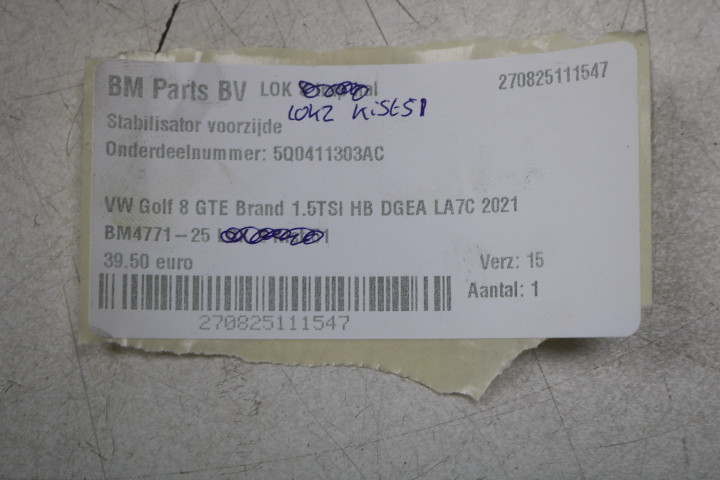 BM Parts BV LOK 270825111547
LOK2 KiSt51
Stabilisator voorzijde
Onderdeelnummer: 5Q0411303AC
VW Golf 8 GTE Brand 1.5TSI HB DGEA LA7C 2021
BM4771-25
39.50 euro Verz: 15
Aantal: 1
270825111547